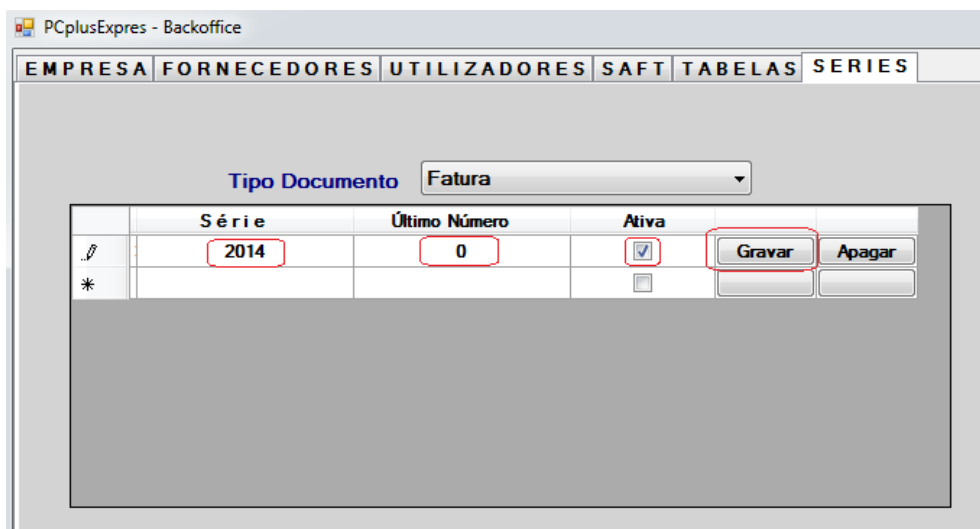 PCplusExpres - Backoffice
EMPRESA FORNECEDORES UTILIZADORES SAFT TABELAS SERIES
Tipo Documento Fatura
Série Último Número Ativa
2014 0 Gravar Apagar